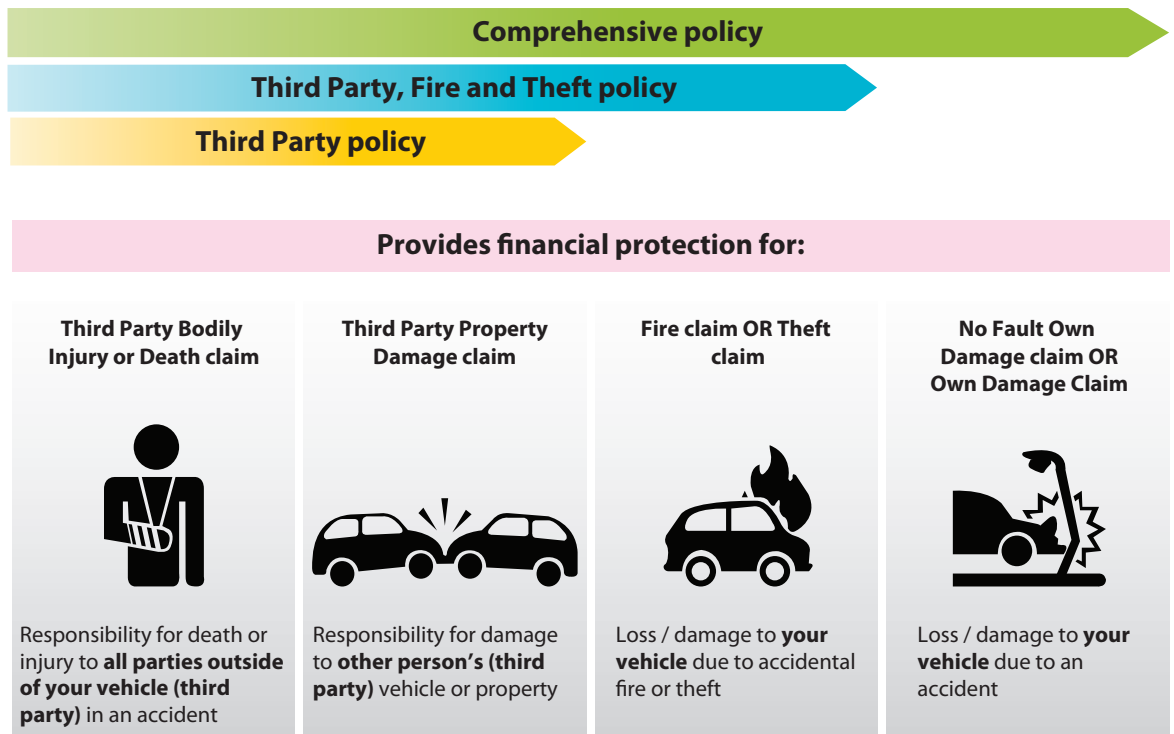 Comprehensive policy
Third Party, Fire and Theft policy
Third Party policy
Provides financial protection for:
Third Party Bodily
Injury or Death claim
Responsibility for death or
injury to all parties outside
of your vehicle (third
party) in an accident
Third Party Property
Damage claim
Responsibility for damage
to other person's (third
party) vehicle or property
Fire claim OR Theft
claim
Loss / damage to your
vehicle due to accidental
fire or theft
No Fault Own
Damage claim OR
Own Damage Claim
Loss / damage to your
vehicle due to an
accident